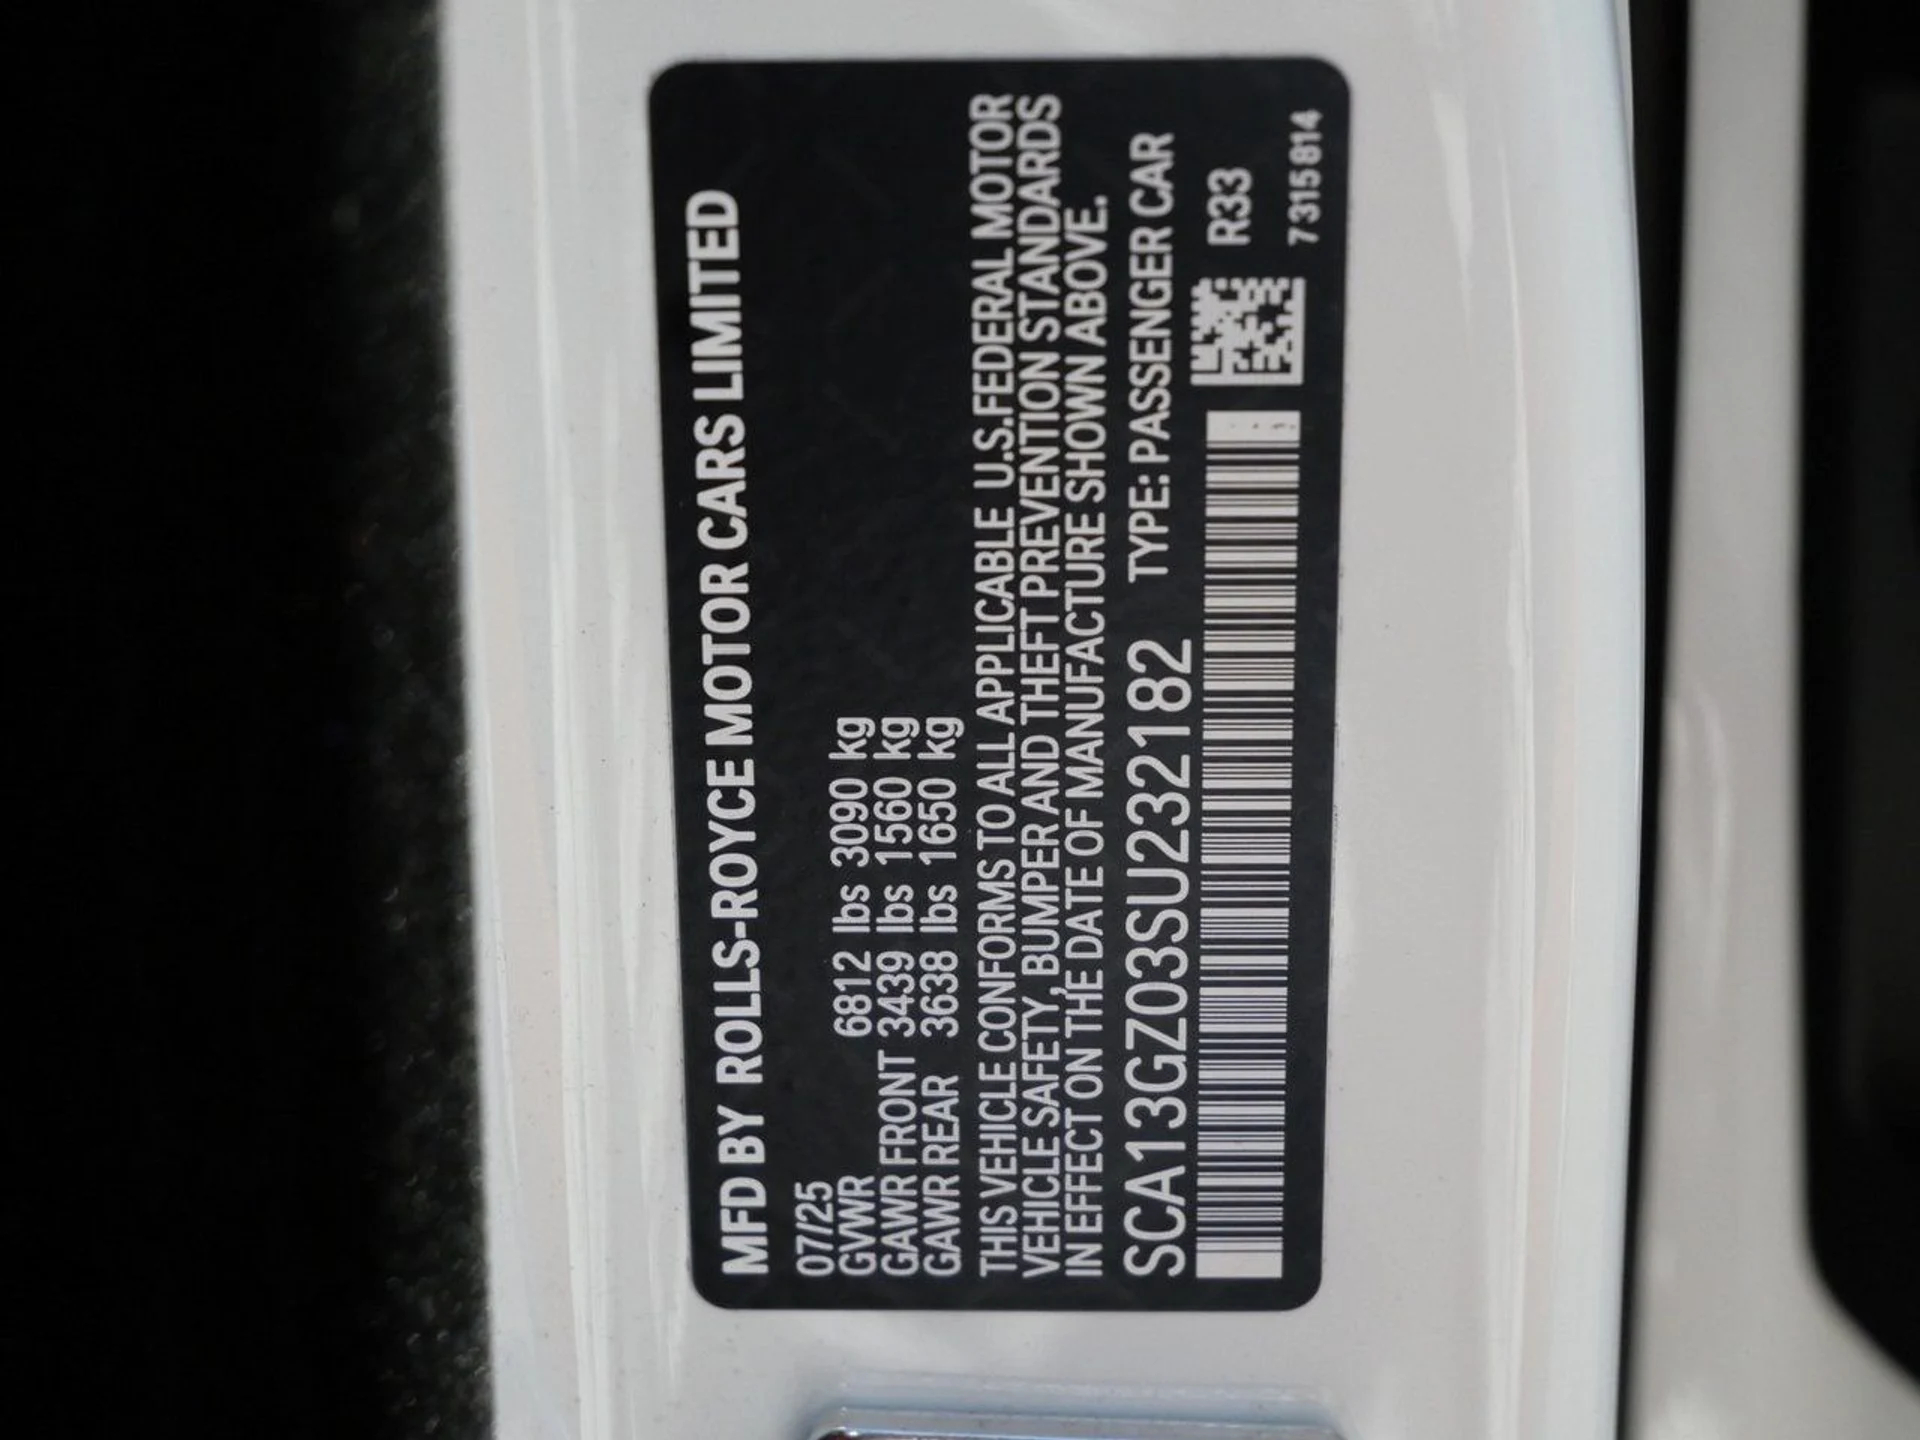 MFD BY ROLLS-ROYCE MOTOR CARS LIMITED
07/25
GVWR 6812 lbs 3090 kg
GAWR FRONT 3439 lbs 1560 kg
GAWR REAR 3638 lbs 1650 kg
THIS VEHICLE CONFORMS TO ALL APPLICABLE U.S.FEDERAL MOTOR
VEHICLE SAFETY, BUMPER AND THEFT PREVENTION STANDARDS
IN EFFECT ON THE DATE OF MANUFACTURE SHOWN ABOVE.
SCA13GZ03SU232182 TYPE: PASSENGER CAR
R33
7315814